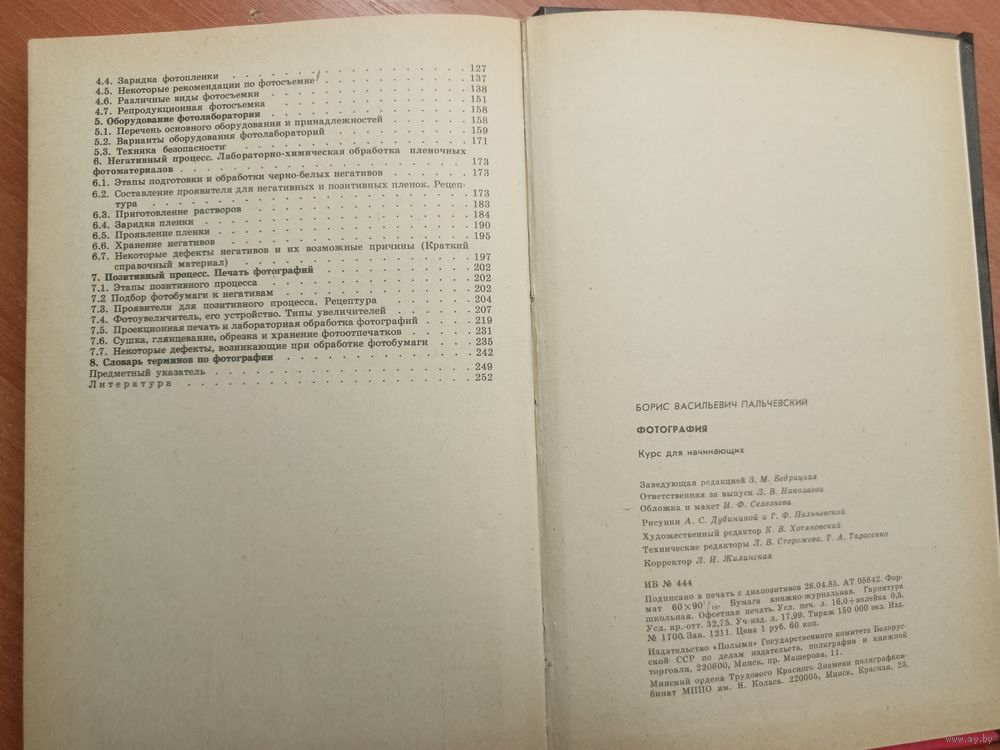 4.4. Зарядка фотопленки . . . 127
4.5. Некоторые рекомендации по фотосъемке . . . 137
4.6. Различные виды фотосъемки . . . 138
4.7. Репродукционная фотосъемка . . . 151
5. Оборудование фотолаборатории . . . 158
5.1. Перечень основного оборудования и принадлежностей . . . 158
5.2. Варианты оборудования фотолабораторий . . . 159
5.3. Техника безопасности . . . 171
6. Негативный процесс. Лабораторно-химическая обработка пленочных
фотоматериалов . . . 173
6.1. Этапы подготовки и обработки черно-белых негативов . . . 173
6.2. Составление проявителя для негативных и позитивных пленок. Рецеп-
тура . . . 173
6.3. Приготовление растворов . . . 183
6.4. Зарядка пленки . . . 184
6.5. Проявление пленки . . . 190
6.6. Хранение негативов . . . 195
6.7. Некоторые дефекты негативов и их возможные причины (Краткий
справочный материал) . . . 197
7. Позитивный процесс. Печать фотографий . . . 202
7.1. Этапы позитивного процесса . . . 202
7.2 Подбор фотобумаги к негативам . . . 202
7.3. Проявители для позитивного процесса. Рецептура . . . 204
7.4. Фотоувеличитель, его устройство. Типы увеличителей . . . 207
7.5. Проекционная печать и лабораторная обработка фотографий . . . 219
7.6. Сушка, глянцевание, обрезка и хранение фотоотпечатков . . . 231
7.7. Некоторые дефекты, возникающие при обработке фотобумаги . . . 235
8. Словарь терминов по фотографии . . . 242
Предметный указатель . . . 249
Литература . . . 252
БОРИС ВАСИЛЬЕВИЧ ПАЛЬЧЕВСКИЙ
ФОТОГРАФИЯ
Курс для начинающих
Заведующая редакцией З. М. Бедрицкая
Ответственная за выпуск Л. В. Николаева
Обложка и макет И. Ф. Селезнева
Рисунки А. С. Дубининой и Г. Ф. Пальчевской
Художественный редактор К. В. Хотяновский
Технические редакторы Л. В. Сторожева, Т. А. Тарасенко
Корректор Л. И. Жилинская
ИБ № 444
Подписано в печать с диапозитивов 26.04.85. АТ 05642. Фор-
мат 60×90¹/₁₆. Бумага книжно-журнальная. Гарнитура
школьная. Офсетная печать. Усл. печ. л. 16,0+вклейка 0,5.
Усл. кр.-отт. 32,75. Уч-изд. л. 17,99. Тираж 150 000 экз. Изд.
№ 1700. Зак. 1211. Цена 1 руб. 60 коп.
Издательство «Полымя» Государственного комитета Белорус-
ской ССР по делам издательств, полиграфии и книжной
торговли, 220600, Минск, пр. Машерова, 11.
Минский ордена Трудового Красного Знамени полиграфком-
бинат МППО им. Я. Коласа. 220005, Минск, Красная, 23.
www.ay.by